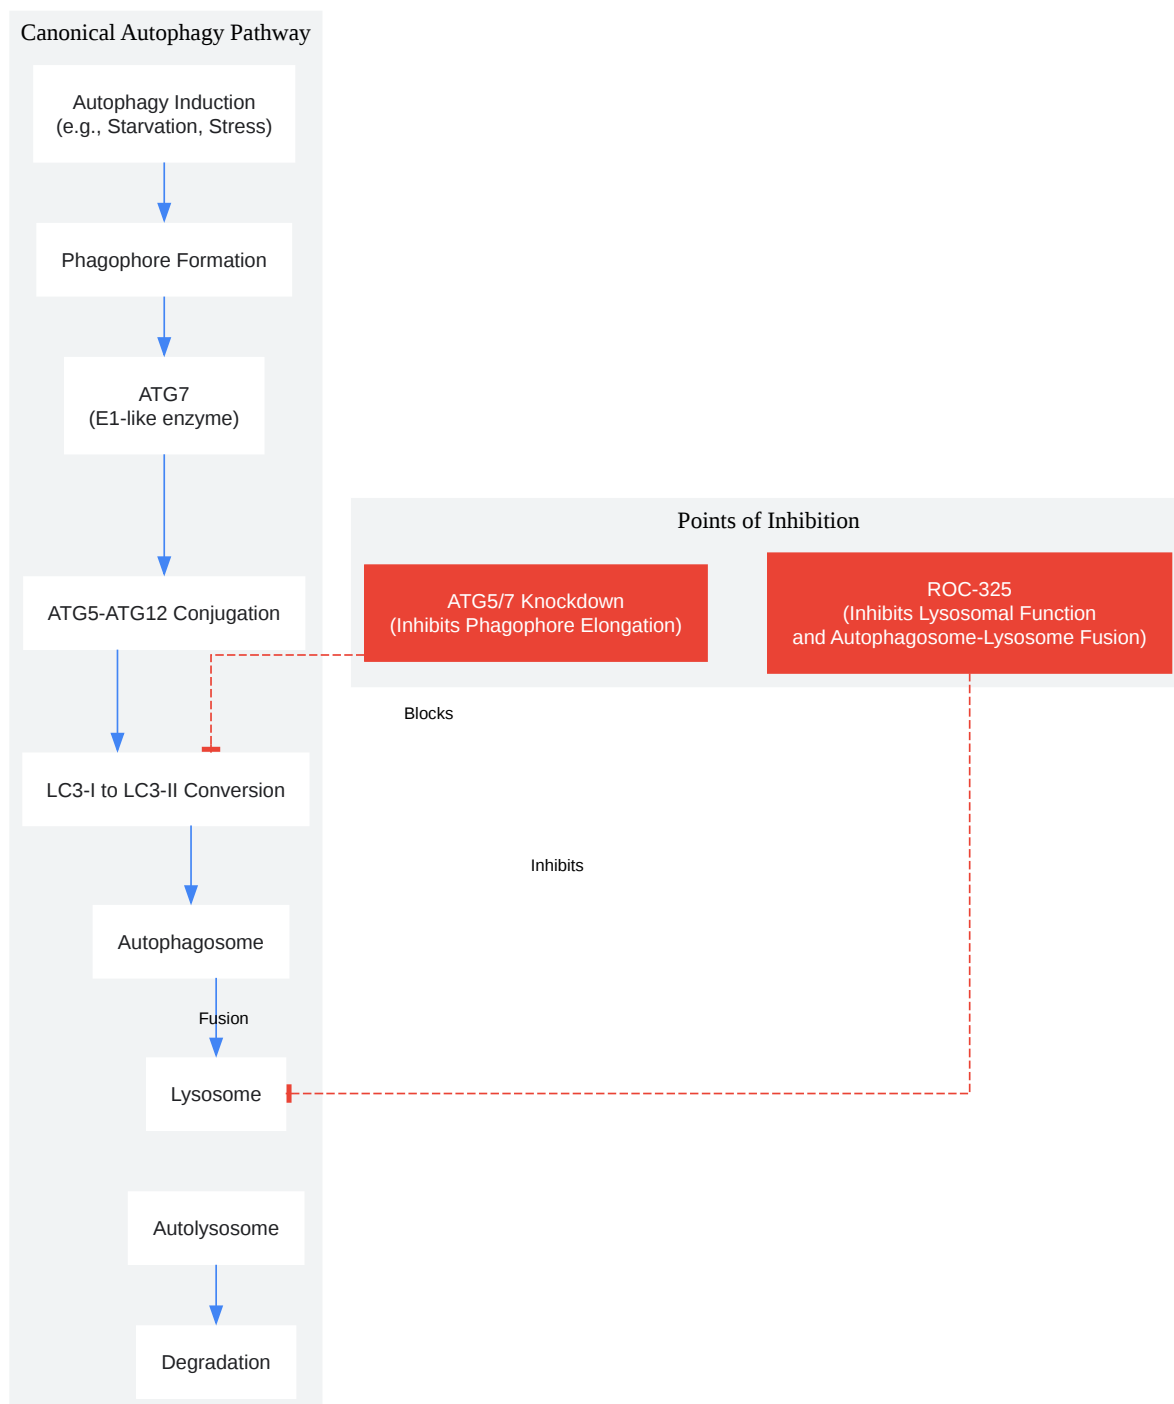 Canonical Autophagy Pathway
Autophagy Induction
(e.g., Starvation, Stress)
Phagophore Formation
ATG7
(E1-like enzyme)
ATG5-ATG12 Conjugation
LC3-I to LC3-II Conversion
Autophagosome
Fusion
Lysosome
Autolysosome
Degradation
Points of Inhibition
ATG5/7 Knockdown
(Inhibits Phagophore Elongation)
ROC-325
(Inhibits Lysosomal Function
and Autophagosome-Lysosome Fusion)
Blocks
Inhibits